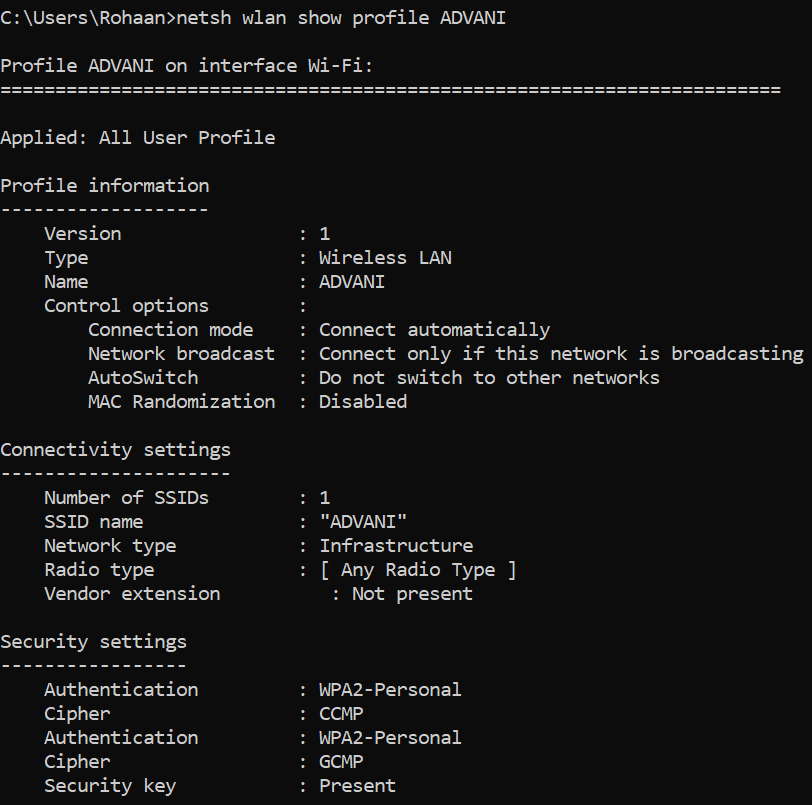 C:\Users\Rohaan>netsh wlan show profile ADVANI
Profile ADVANI on interface Wi-Fi:
=======================================================================
Applied: All User Profile
Profile information
-------------------
    Version                : 1
    Type                   : Wireless LAN
    Name                   : ADVANI
    Control options        :
        Connection mode    : Connect automatically
        Network broadcast  : Connect only if this network is broadcasting
        AutoSwitch         : Do not switch to other networks
        MAC Randomization  : Disabled
Connectivity settings
---------------------
    Number of SSIDs        : 1
    SSID name              : "ADVANI"
    Network type           : Infrastructure
    Radio type             : [ Any Radio Type ]
    Vendor extension          : Not present
Security settings
-----------------
    Authentication         : WPA2-Personal
    Cipher                 : CCMP
    Authentication         : WPA2-Personal
    Cipher                 : GCMP
    Security key           : Present